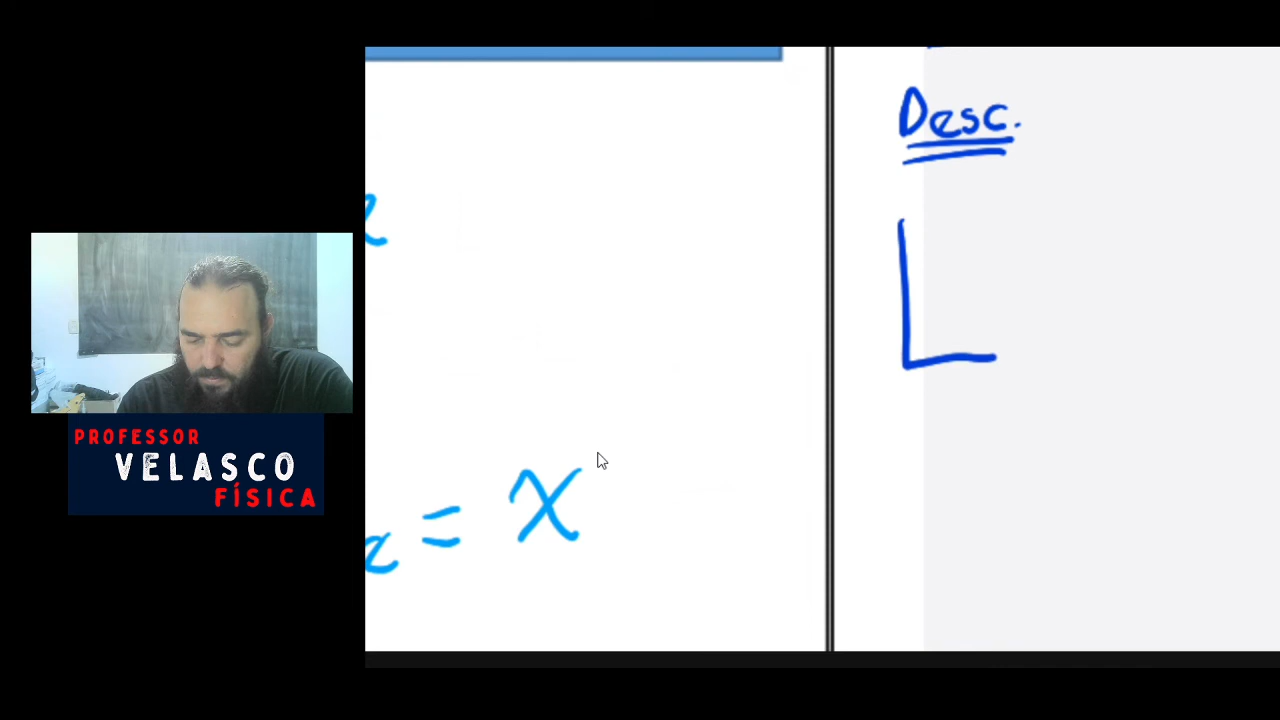 PROFESSOR
VELASCO
FÍSICA
= x
Desc.